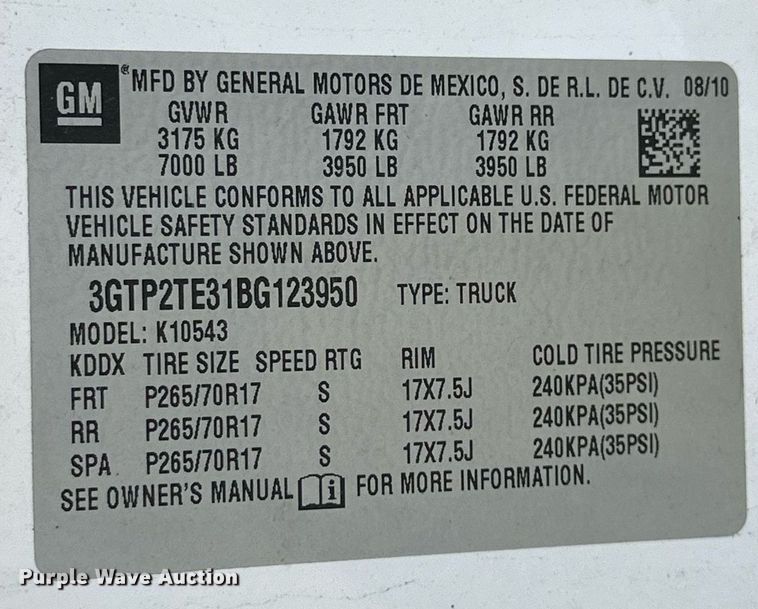 GM ® MFD BY GENERAL MOTORS DE MEXICO, S. DE R.L. DE C.V. 08/10
GVWR GAWR FRT GAWR RR
3175 KG 1792 KG 1792 KG
7000 LB 3950 LB 3950 LB
THIS VEHICLE CONFORMS TO ALL APPLICABLE U.S. FEDERAL MOTOR
VEHICLE SAFETY STANDARDS IN EFFECT ON THE DATE OF
MANUFACTURE SHOWN ABOVE.
3GTP2TE31BG123950 TYPE: TRUCK
MODEL: K10543
KDDX TIRE SIZE SPEED RTG RIM COLD TIRE PRESSURE
FRT P265/70R17 S 17X7.5J 240KPA(35PSI)
RR P265/70R17 S 17X7.5J 240KPA(35PSI)
SPA P265/70R17 S 17X7.5J 240KPA(35PSI)
SEE OWNER'S MANUAL i FOR MORE INFORMATION.
Purple Wave Auction